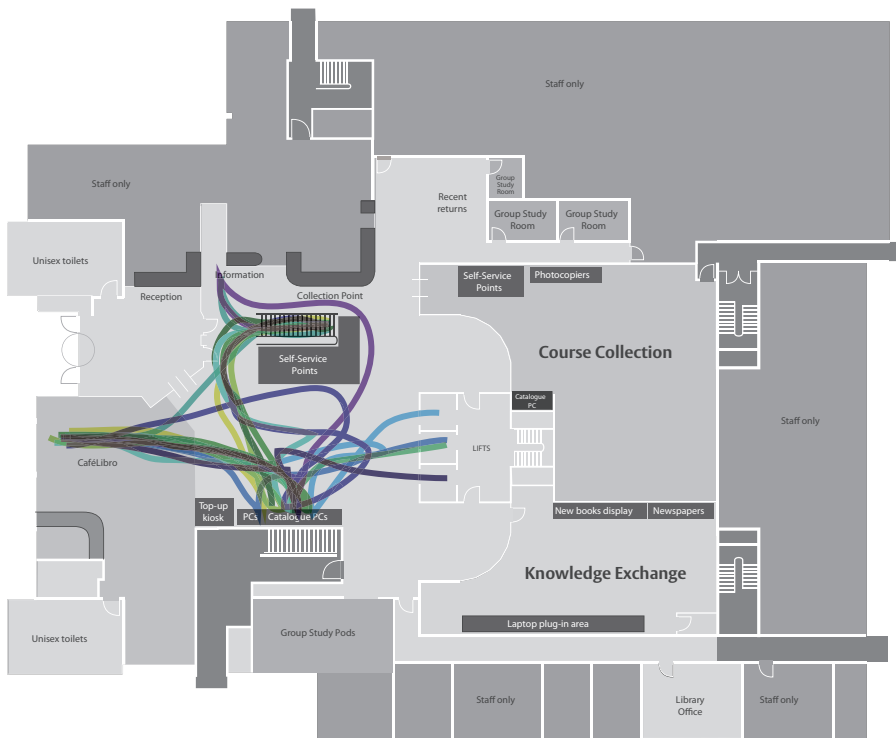 Staff only
Staff only
Group
Study
Room
Recent
returns
Group Study
Room
Group Study
Room
Unisex toilets
Information
Reception
Collection Point
Self-Service
Points
Photocopiers
Course Collection
Self-Service
Points
Catalogue
PC
Staff only
LIFTS
CaféLibro
Top-up
kiosk
PCs
Catalogue PCs
New books display
Newspapers
Knowledge Exchange
Laptop plug-in area
Group Study Pods
Unisex toilets
Staff only
Library
Office
Staff only